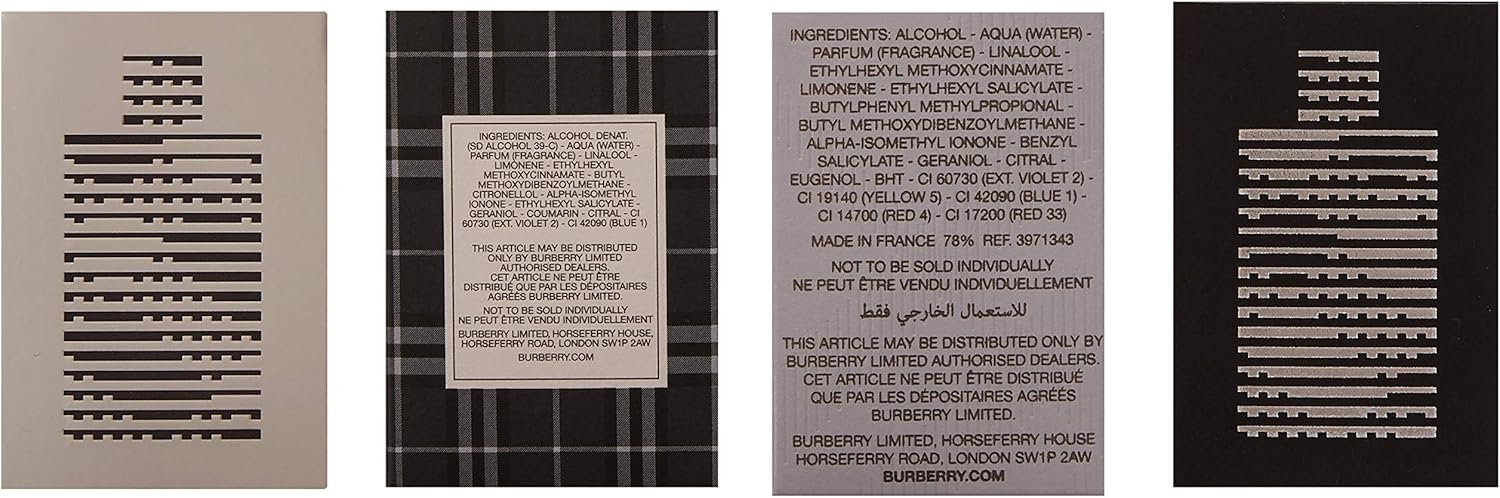 INGREDIENTS: ALCOHOL DENAT.
(SD ALCOHOL 39-C) - AQUA (WATER) -
PARFUM (FRAGRANCE) - LINALOOL -
LIMONENE - ETHYLHEXYL
METHOXYCINNAMATE - BUTYL
METHOXYDIBENZOYLMETHANE -
CITRONELLOL - ALPHA-ISOMETHYL
IONONE - ETHYLHEXYL SALICYLATE -
GERANIOL - COUMARIN - CITRAL - CI
60730 (EXT. VIOLET 2) - CI 42090 (BLUE 1)
THIS ARTICLE MAY BE DISTRIBUTED
ONLY BY BURBERRY LIMITED
AUTHORISED DEALERS.
CET ARTICLE NE PEUT ÊTRE
DISTRIBUÉ QUE PAR LES DÉPOSITAIRES
AGRÉÉS BURBERRY LIMITED.
NOT TO BE SOLD INDIVIDUALLY
NE PEUT ÊTRE VENDU INDIVIDUELLEMENT
BURBERRY LIMITED, HORSEFERRY HOUSE,
HORSEFERRY ROAD, LONDON SW1P 2AW
BURBERRY.COM
INGREDIENTS: ALCOHOL - AQUA (WATER) -
PARFUM (FRAGRANCE) - LINALOOL -
ETHYLHEXYL METHOXYCINNAMATE -
LIMONENE - ETHYLHEXYL SALICYLATE -
BUTYLPHENYL METHYLPROPIONAL -
BUTYL METHOXYDIBENZOYLMETHANE -
ALPHA-ISOMETHYL IONONE - BENZYL
SALICYLATE - GERANIOL - CITRAL -
EUGENOL - BHT - CI 60730 (EXT. VIOLET 2) -
CI 19140 (YELLOW 5) - CI 42090 (BLUE 1) -
CI 14700 (RED 4) - CI 17200 (RED 33)
MADE IN FRANCE 78% REF. 3971343
NOT TO BE SOLD INDIVIDUALLY
NE PEUT ÊTRE VENDU INDIVIDUELLEMENT
للاستعمال الخارجي فقط
THIS ARTICLE MAY BE DISTRIBUTED ONLY BY
BURBERRY LIMITED AUTHORISED DEALERS.
CET ARTICLE NE PEUT ÊTRE DISTRIBUÉ
QUE PAR LES DÉPOSITAIRES AGRÉÉS
BURBERRY LIMITED.
BURBERRY LIMITED, HORSEFERRY HOUSE
HORSEFERRY ROAD, LONDON SW1P 2AW
BURBERRY.COM